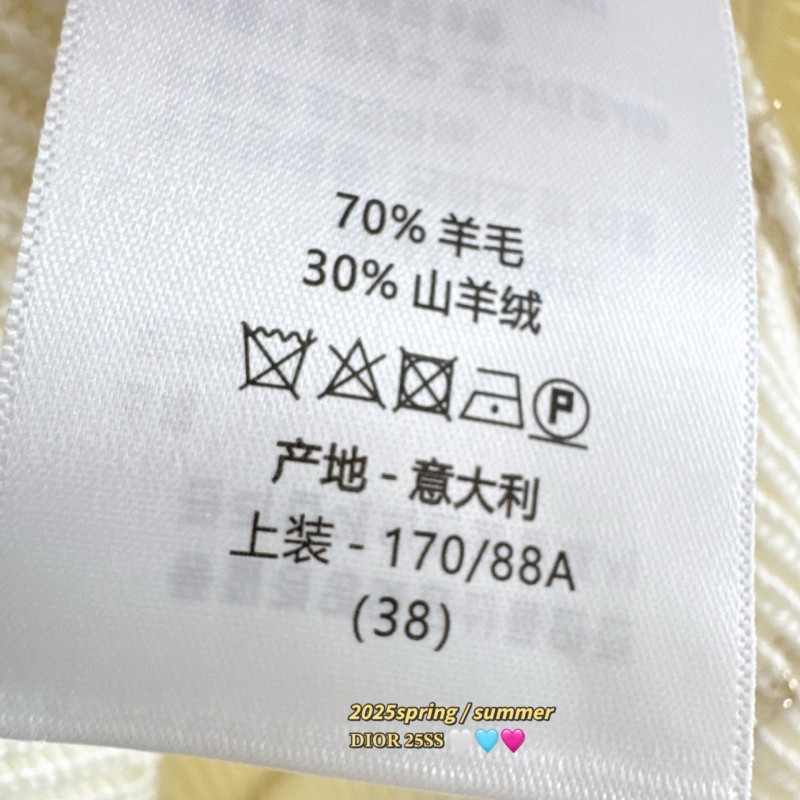 70% 羊毛
30% 山羊绒
P
产地 - 意大利
上装 - 170/88A
(38)
2025spring / summer
DIOR 25SS 🤍🩵🩷